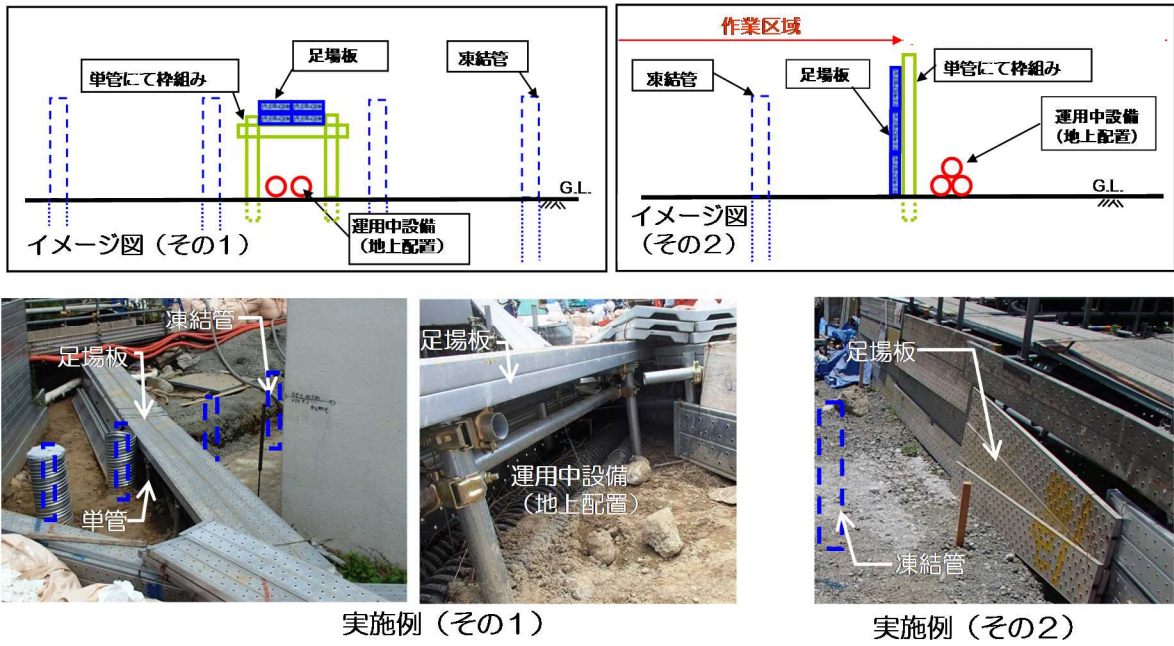 足場板
凍結管
単管にて枠組み
G.L.
運用中設備
（地上配置）
イメージ図（その１）
作業区域
凍結管
足場板
単管にて枠組み
運用中設備
（地上配置）
G.L.
イメージ図
（その２）
凍結管
足場板
単管
足場板
運用中設備
（地上配置）
実施例（その１）
足場板
凍結管
実施例（その２）